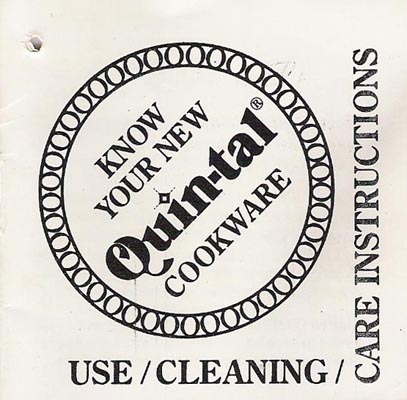 KNOW
YOUR NEW
Quin-tal®
COOKWARE
USE / CLEANING /
CARE INSTRUCTIONS